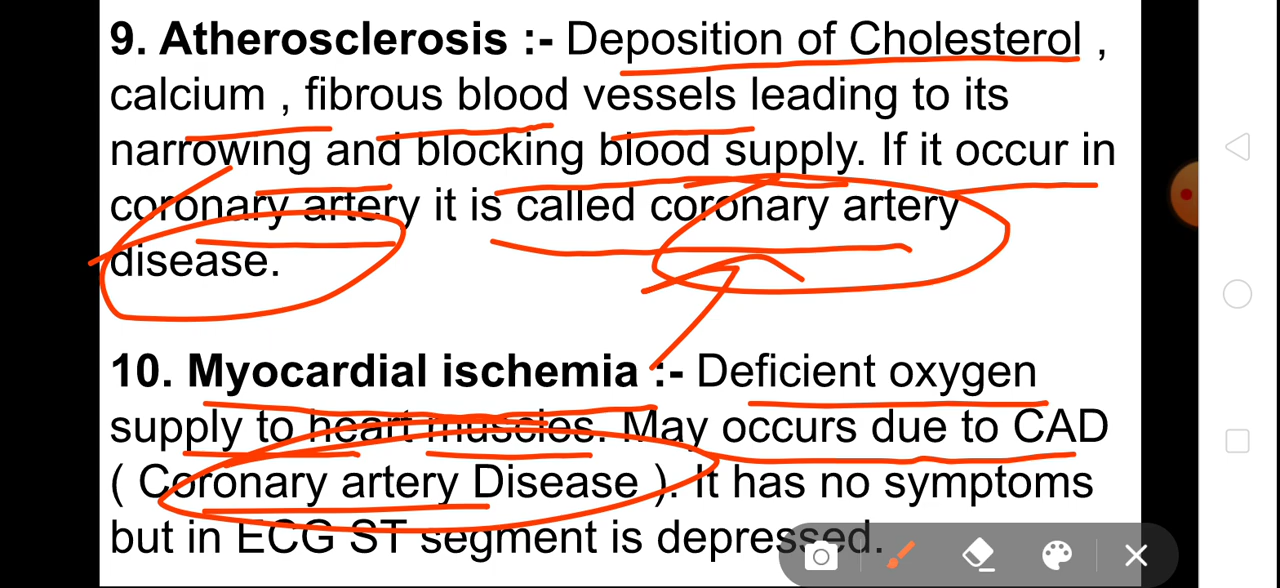 9. Atherosclerosis :- Deposition of Cholesterol ,
calcium , fibrous blood vessels leading to its
narrowing and blocking blood supply. If it occur in
coronary artery it is called coronary artery
disease.
10. Myocardial ischemia :- Deficient oxygen
supply to heart muscles. May occurs due to CAD
( Coronary artery Disease ). It has no symptoms
but in ECG ST segment is depressed.